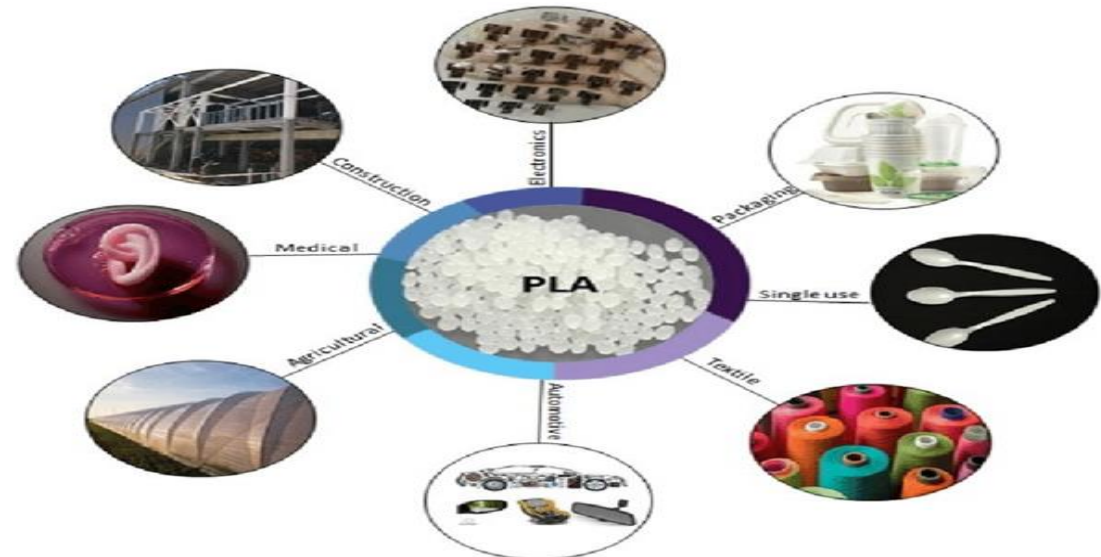 Electronics
Construction
Packaging
Medical
PLA
Single use
Agricultural
Textile
Automotive